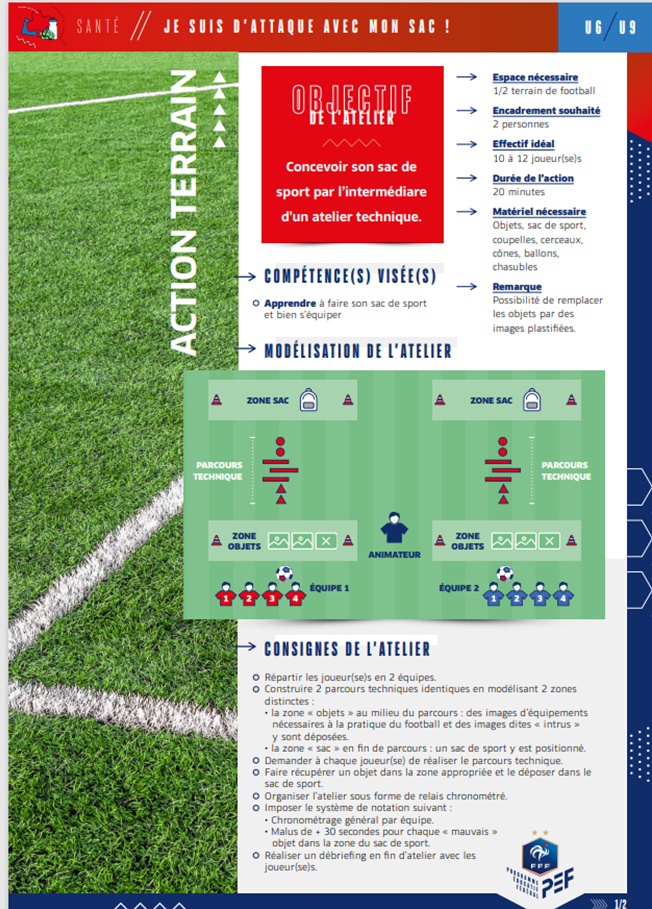 SANTÉ // JE SUIS D'ATTAQUE AVEC MON SAC !
U6/U9
ACTION TERRAIN
OBJECTIF
DE L'ATELIER
Concevoir son sac de
sport par l'intermédiare
d'un atelier technique.
Espace nécessaire
1/2 terrain de football
Encadrement souhaité
2 personnes
Effectif idéal
10 à 12 joueur(se)s
Durée de l'action
20 minutes
Matériel nécessaire
Objets, sac de sport,
coupelles, cerceaux,
cônes, ballons,
chasubles
Remarque
Possibilité de remplacer
les objets par des
images plastifiées.
COMPÉTENCE(S) VISÉE(S)
Apprendre à faire son sac de sport
et bien s'équiper
MODÉLISATION DE L'ATELIER
ZONE SAC
ZONE SAC
PARCOURS
TECHNIQUE
PARCOURS
TECHNIQUE
ZONE
OBJETS
ANIMATEUR
ZONE
OBJETS
1 2 3 4
ÉQUIPE 1
ÉQUIPE 2
1 2 3 4
CONSIGNES DE L'ATELIER
Répartir les joueur(se)s en 2 équipes.
Construire 2 parcours techniques identiques en modélisant 2 zones
distinctes :
• la zone « objets » au milieu du parcours : des images d'équipements
nécessaires à la pratique du football et des images dites « intrus »
y sont déposées.
• la zone « sac » en fin de parcours : un sac de sport y est positionné.
Demander à chaque joueur(se) de réaliser le parcours technique.
Faire récupérer un objet dans la zone appropriée et le déposer dans le
sac de sport.
Organiser l'atelier sous forme de relais chronométré.
Imposer le système de notation suivant :
• Chronométrage général par équipe.
• Malus de + 30 secondes pour chaque « mauvais »
objet dans la zone du sac de sport.
Réaliser un débriefing en fin d'atelier avec les
joueur(se)s.
FFF
PROGRAMME
ÉDUCATIF
FÉDÉRAL
PEF
1/2